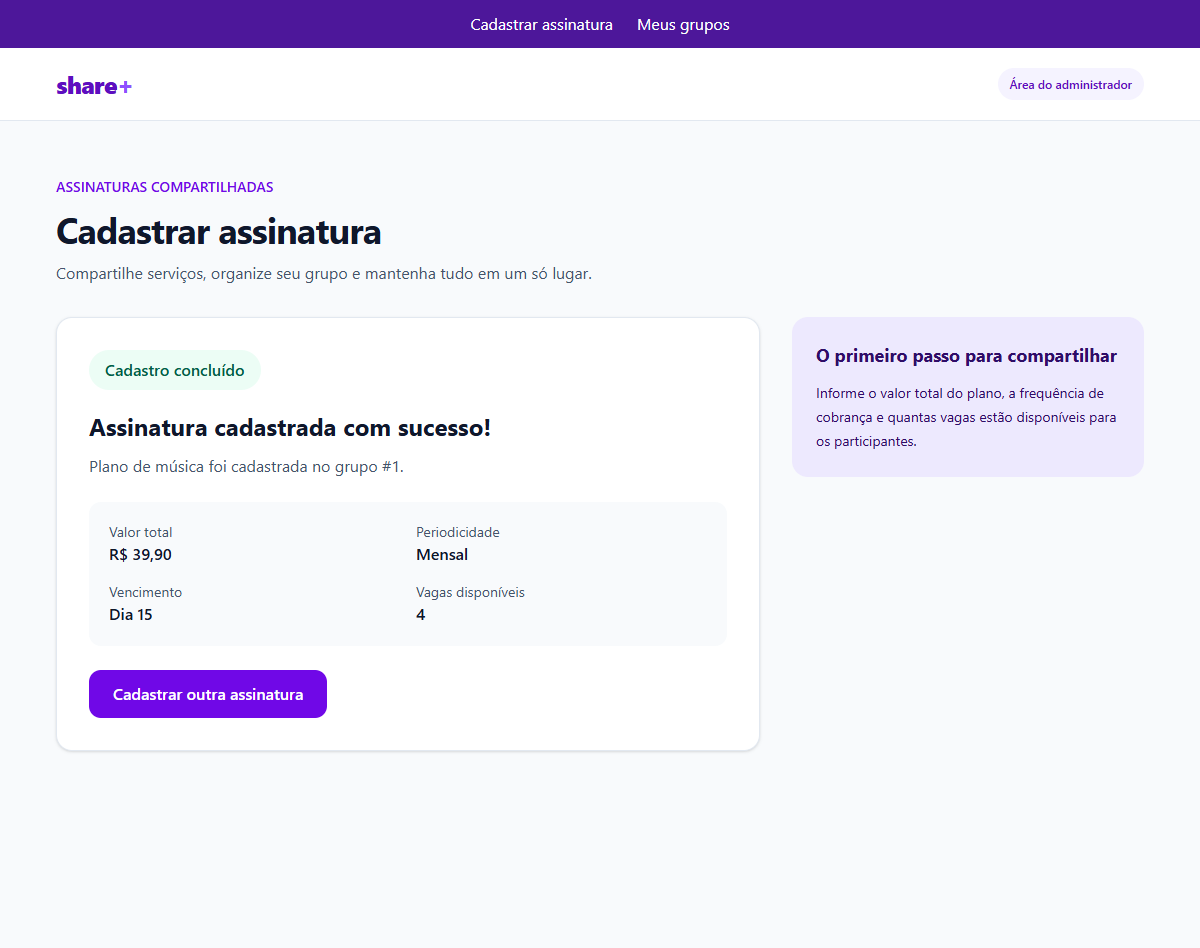 Cadastrar assinatura Meus grupos
share+
Área do administrador
ASSINATURAS COMPARTILHADAS
Cadastrar assinatura
Compartilhe serviços, organize seu grupo e mantenha tudo em um só lugar.
Cadastro concluído
Assinatura cadastrada com sucesso!
Plano de música foi cadastrada no grupo #1.
Valor total
R$ 39,90
Periodicidade
Mensal
Vencimento
Dia 15
Vagas disponíveis
4
Cadastrar outra assinatura
O primeiro passo para compartilhar
Informe o valor total do plano, a frequência de
cobrança e quantas vagas estão disponíveis para
os participantes.